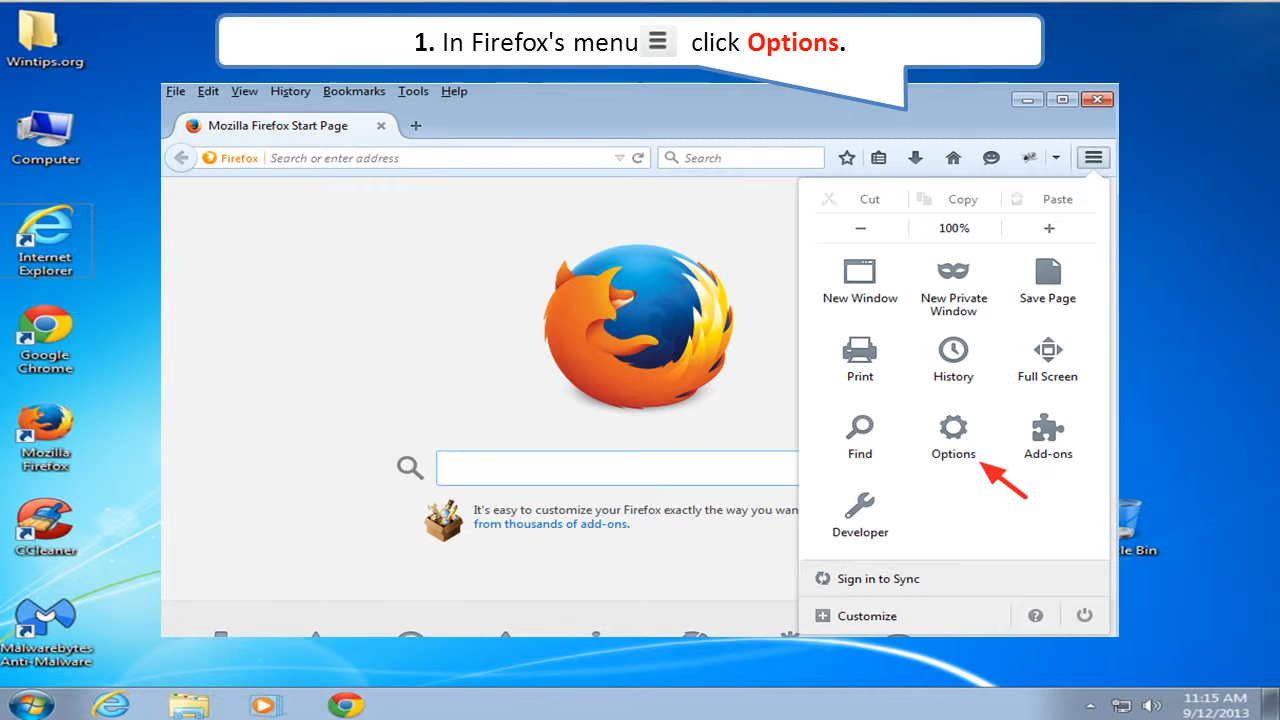 1. In Firefox's menu click Options.
Wintips.org
Computer
Internet
Explorer
Google
Chrome
Mozilla
Firefox
CCleaner
Malwarebytes
Anti-Malware
File Edit View History Bookmarks Tools Help
Mozilla Firefox Start Page
Firefox Search or enter address Search
Cut Copy Paste
100%
New Window New Private Window Save Page
Print History Full Screen
Find Options Add-ons
Developer
Sign in to Sync
Customize
It's easy to customize your Firefox exactly the way you wan
from thousands of add-ons.
le Bin
11:15 AM
9/12/2013